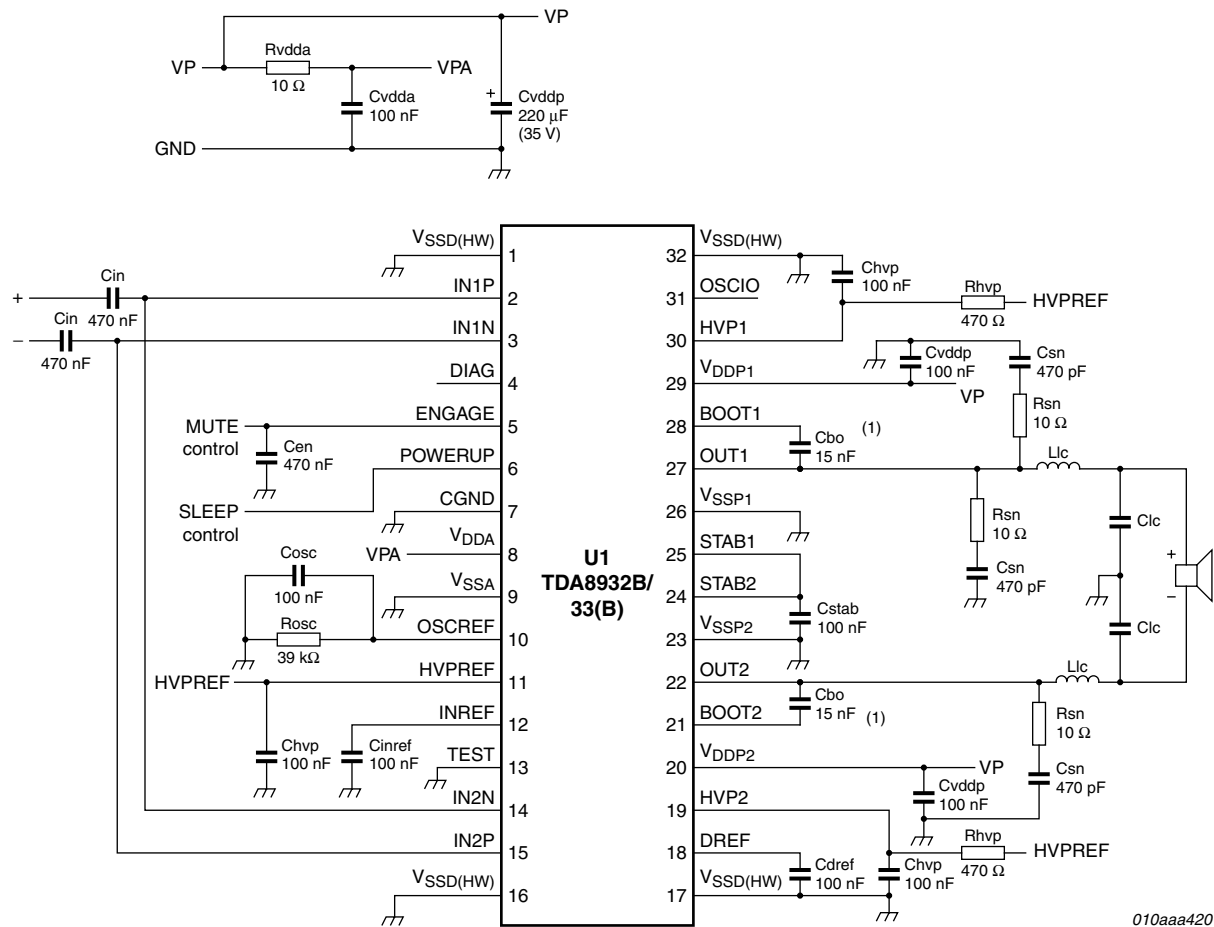 VP
VP
Rvdda
10 Ω
VPA
Cvdda
100 nF
+
Cvddp
220 μF
(35 V)
GND
U1
TDA8932B/
33(B)
VSSD(HW)
1
+
Cin
470 nF
IN1P
2
−
Cin
470 nF
IN1N
3
DIAG
4
MUTE
control
ENGAGE
5
Cen
470 nF
POWERUP
6
SLEEP
control
CGND
7
VPA
VDDA
8
Cosc
100 nF
VSSA
9
Rosc
39 kΩ
OSCREF
10
HVPREF
HVPREF
11
Chvp
100 nF
Cinref
100 nF
INREF
12
TEST
13
IN2N
14
IN2P
15
VSSD(HW)
16
VSSD(HW)
32
Chvp
100 nF
OSCIO
31
Rhvp
470 Ω
HVPREF
HVP1
30
Cvddp
100 nF
Csn
470 pF
VDDP1
29
VP
Rsn
10 Ω
BOOT1
28
Cbo
15 nF
(1)
OUT1
27
Llc
VSSP1
26
Rsn
10 Ω
Csn
470 pF
Clc
+
−
STAB1
25
STAB2
24
Cstab
100 nF
VSSP2
23
Clc
OUT2
22
Llc
Cbo
15 nF
(1)
BOOT2
21
Rsn
10 Ω
Csn
470 pF
VDDP2
20
VP
Cvddp
100 nF
HVP2
19
Rhvp
470 Ω
HVPREF
DREF
18
Cdref
100 nF
Chvp
100 nF
VSSD(HW)
17
010aaa420